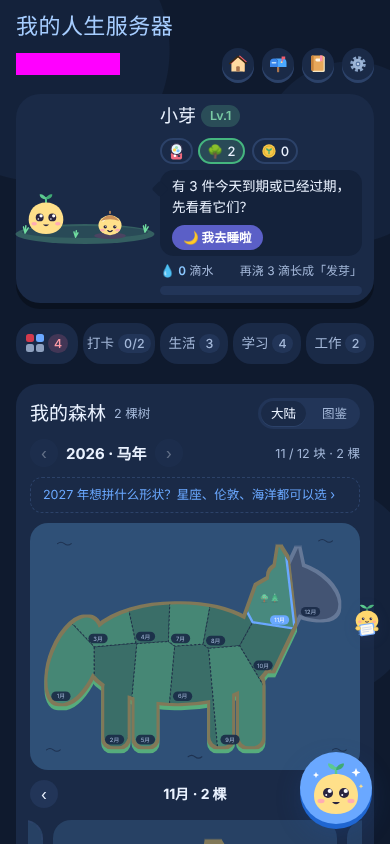 我的人生服务器
小芽 Lv.1
2
0
有 3 件今天到期或已经过期，
先看看它们？
我去睡啦
0 滴水
再浇 3 滴长成「发芽」
4
打卡 0/2
生活 3
学习 4
工作 2
我的森林 2 棵树
大陆
图鉴
‹
2026 · 马年
›
11 / 12 块 · 2 棵
2027 年想拼什么形状？星座、伦敦、海洋都可以选 ›
11月
12月
3月
4月
7月
8月
10月
1月
6月
2月
5月
9月
‹
11月 · 2 棵